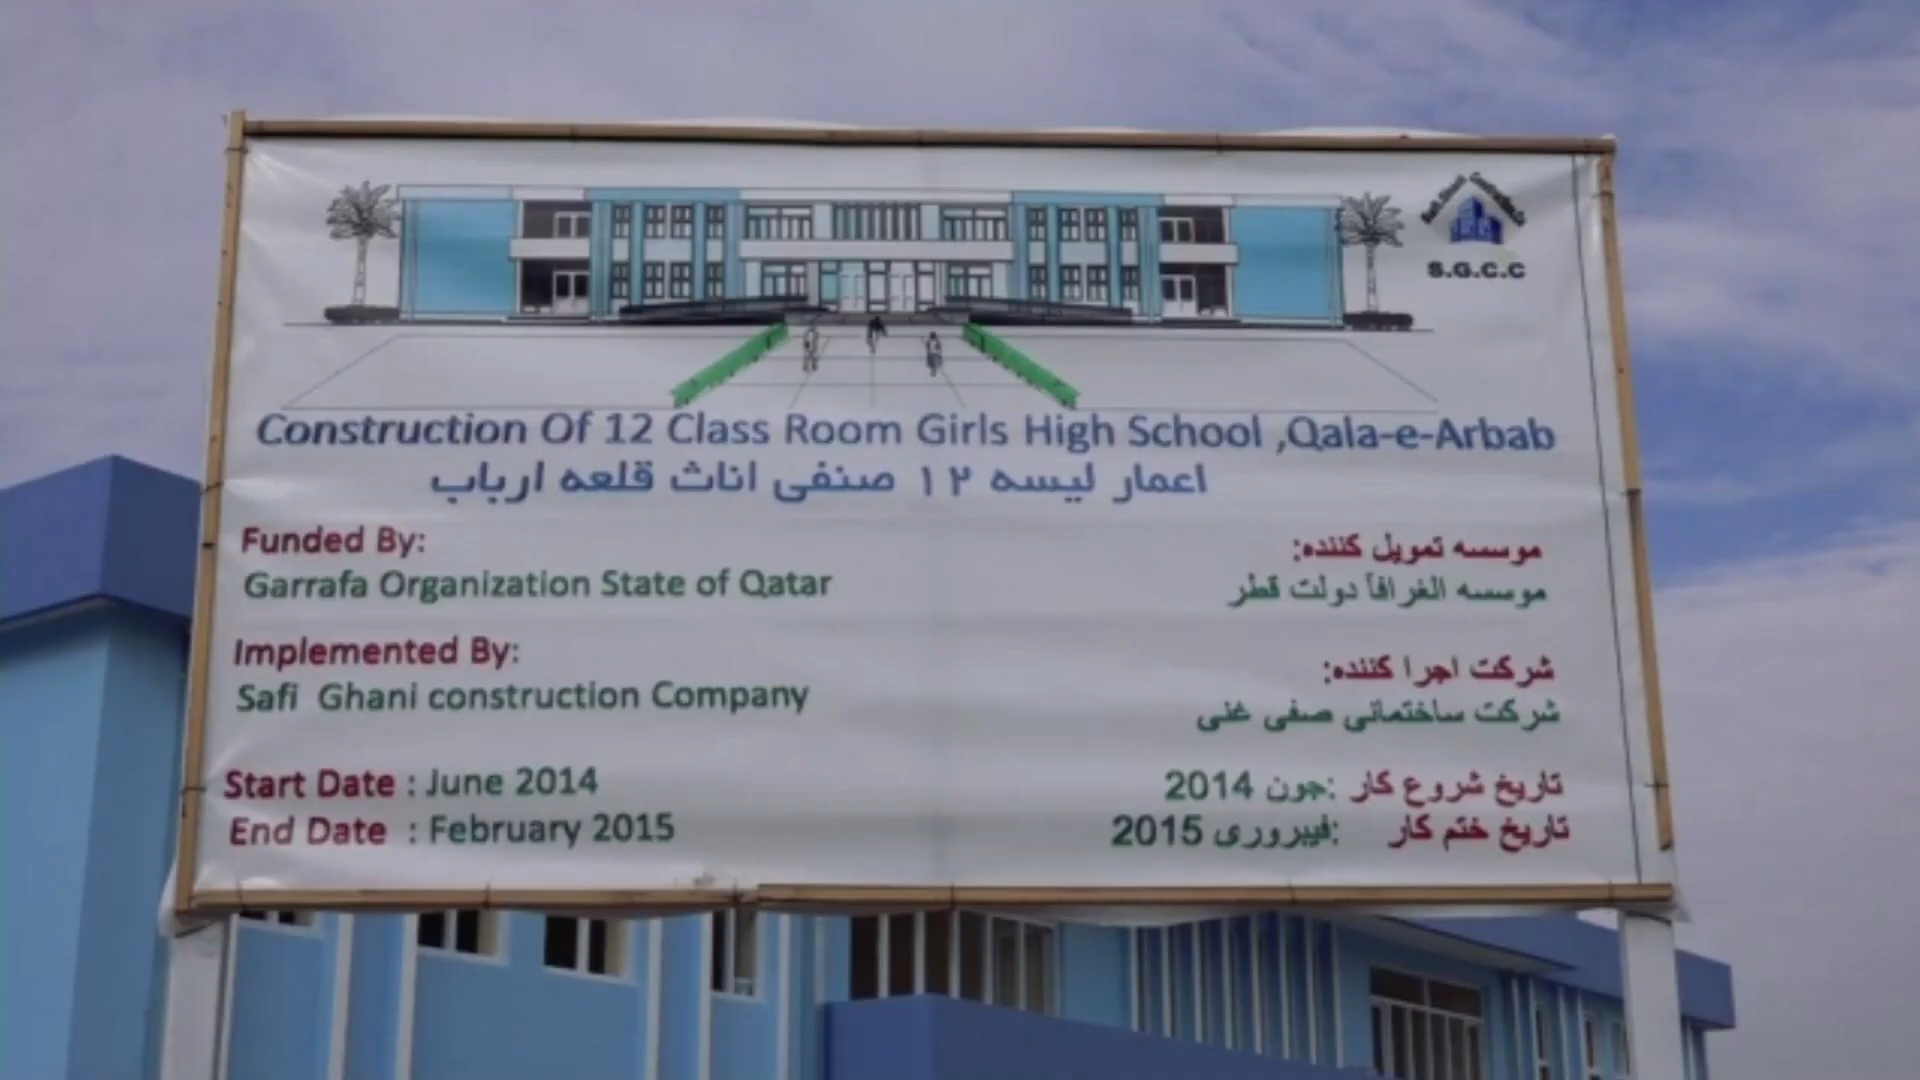 S.G.C.C
Construction Of 12 Class Room Girls High School ,Qala-e-Arbab
اعمار لیسه ۱۲ صنفی اناث قلعه ارباب
Funded By:
Garrafa Organization State of Qatar
موسسه تمویل کننده:
موسسه الغرافاً دولت قطر
Implemented By:
Safi Ghani construction Company
شرکت اجرا کننده:
شرکت ساختمانی صفی غنی
Start Date : June 2014
End Date : February 2015
تاریخ شروع کار :جون 2014
تاریخ ختم کار :فیبروری 2015